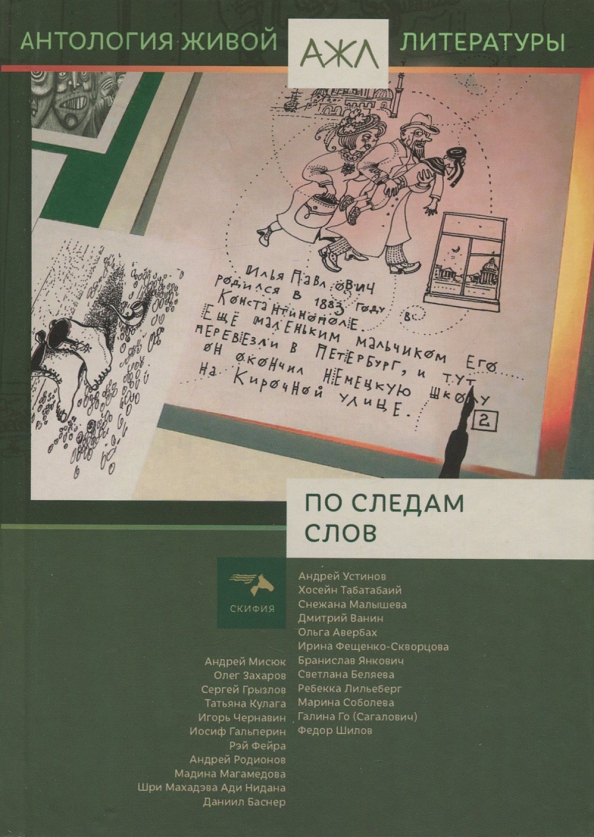 АНТОЛОГИЯ ЖИВОЙ АЖЛ ЛИТЕРАТУРЫ
ИЛЬЯ ПАВЛОВИЧ
РОДИЛСЯ В 1883 ГОДУ В
КОНСТАНТИНОПОЛЕ.
ЕЩЕ МАЛЕНЬКИМ МАЛЬЧИКОМ ЕГО
ПЕРЕВЕЗЛИ В ПЕТЕРБУРГ, И ТУТ
ОН ОКОНЧИЛ НЕМЕЦКУЮ ШКОЛУ
НА КИРОЧНОЙ УЛИЦЕ.
2
ПО СЛЕДАМ
СЛОВ
СКИФИЯ
Андрей Устинов
Хосейн Табатабаий
Снежана Малышева
Дмитрий Ванин
Ольга Авербах
Ирина Фещенко-Скворцова
Бранислав Янкович
Светлана Беляева
Ребекка Лильеберг
Марина Соболева
Галина Го (Сагалович)
Федор Шилов
Андрей Мисюк
Олег Захаров
Сергей Грызлов
Татьяна Кулага
Игорь Чернавин
Иосиф Гальперин
Рэй Фейра
Андрей Родионов
Мадина Магамедова
Шри Махадэва Ади Нидана
Даниил Баснер